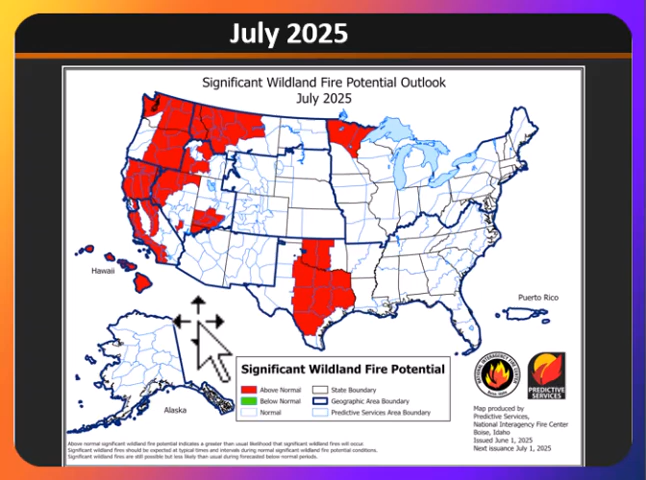 July 2025
Significant Wildland Fire Potential Outlook
July 2025
Hawaii
Puerto Rico
Alaska
Significant Wildland Fire Potential
Above Normal
State Boundary
Below Normal
Geographic Area Boundary
Normal
Predictive Services Area Boundary
PREDICTIVE
SERVICES
Map produced by
Predictive Services,
National Interagency Fire Center
Boise, Idaho
Issued June 1, 2025
Next issuance July 1, 2025
Above normal significant wildland fire potential indicates a greater than usual likelihood that significant wildland fires will occur.
Significant wildland fires should be expected at typical times and intervals during normal significant wildland fire potential conditions.
Significant wildland fires are still possible but less likely than usual during forecasted below normal periods.